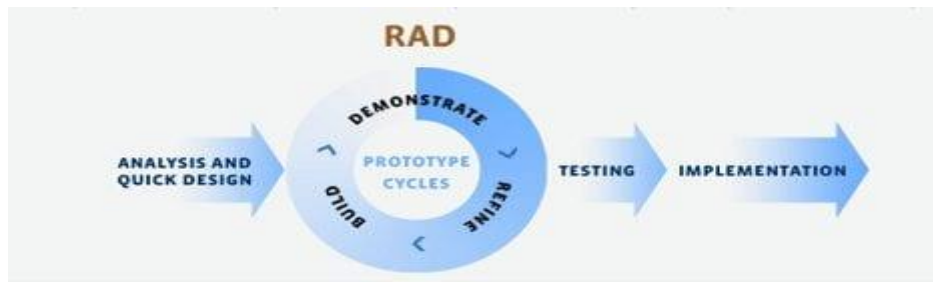 RAD
ANALYSIS AND
QUICK DESIGN
DEMONSTRATE
PROTOTYPE
CYCLES
REFINE
BUILD
TESTING
IMPLEMENTATION